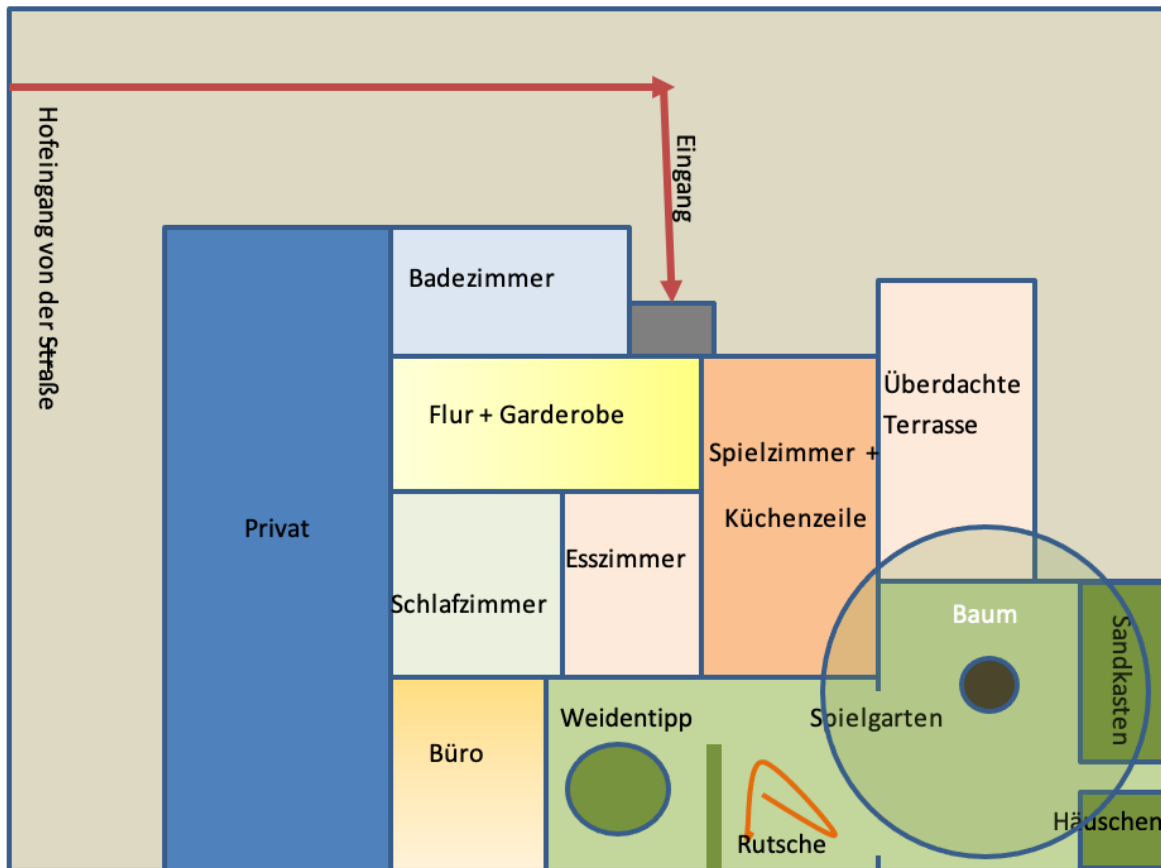 Hofeingang von der Straße
Eingang
Badezimmer
Überdachte
Terrasse
Flur + Garderobe
Spielzimmer +
Küchenzeile
Privat
Esszimmer
Schlafzimmer
Baum
Sandkasten
Weidentipp
Spielgarten
Büro
Häuschen
Rutsche